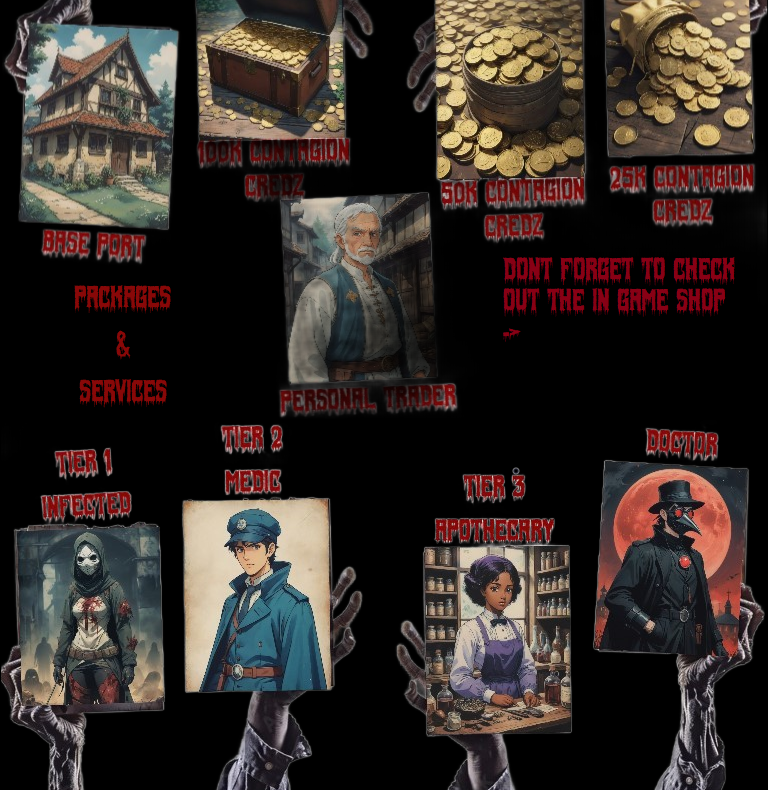 100K CONTAGION
CREDZ
50K CONTAGION
CREDZ
25K CONTAGION
CREDZ
BASE PORT
PACKAGES
&
SERVICES
DONT FORGET TO CHECK
OUT THE IN GAME SHOP
->
PERSONAL TRADER
TIER 1
INFECTED
TIER 2
MEDIC
TIER 3
APOTHECARY
DOCTOR